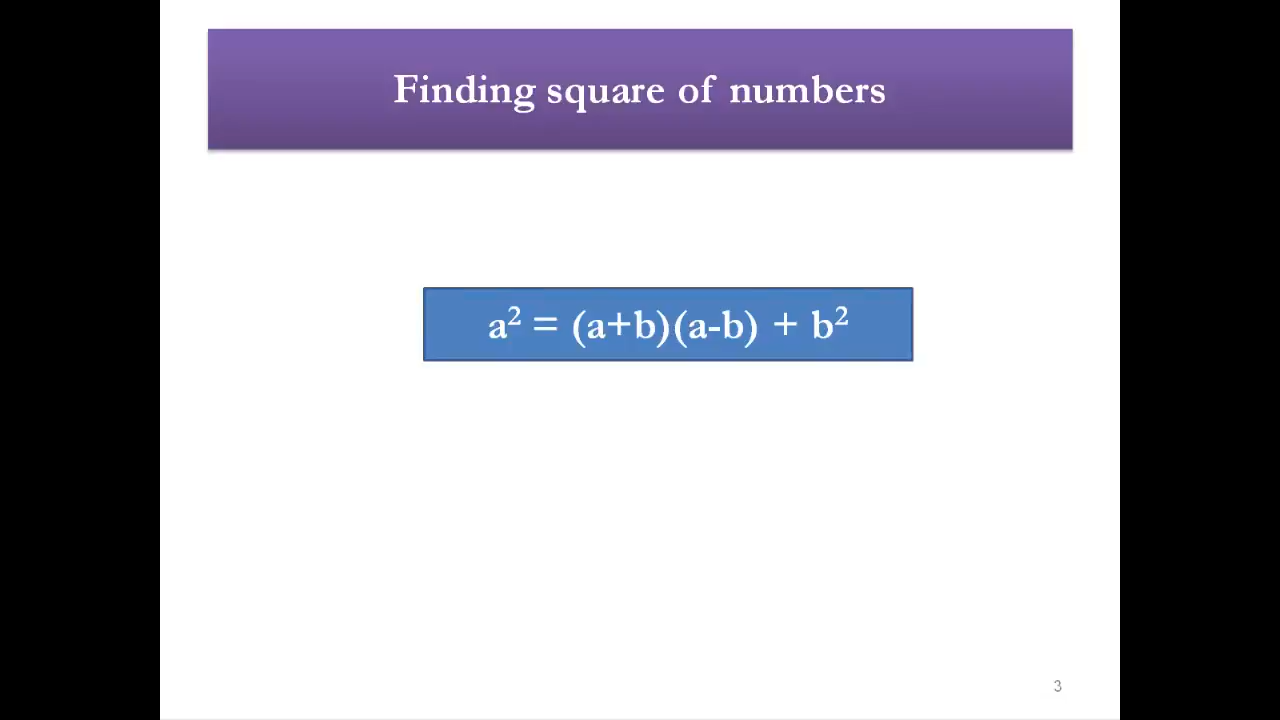 Finding square of numbers
a² = (a+b)(a-b) + b²
3